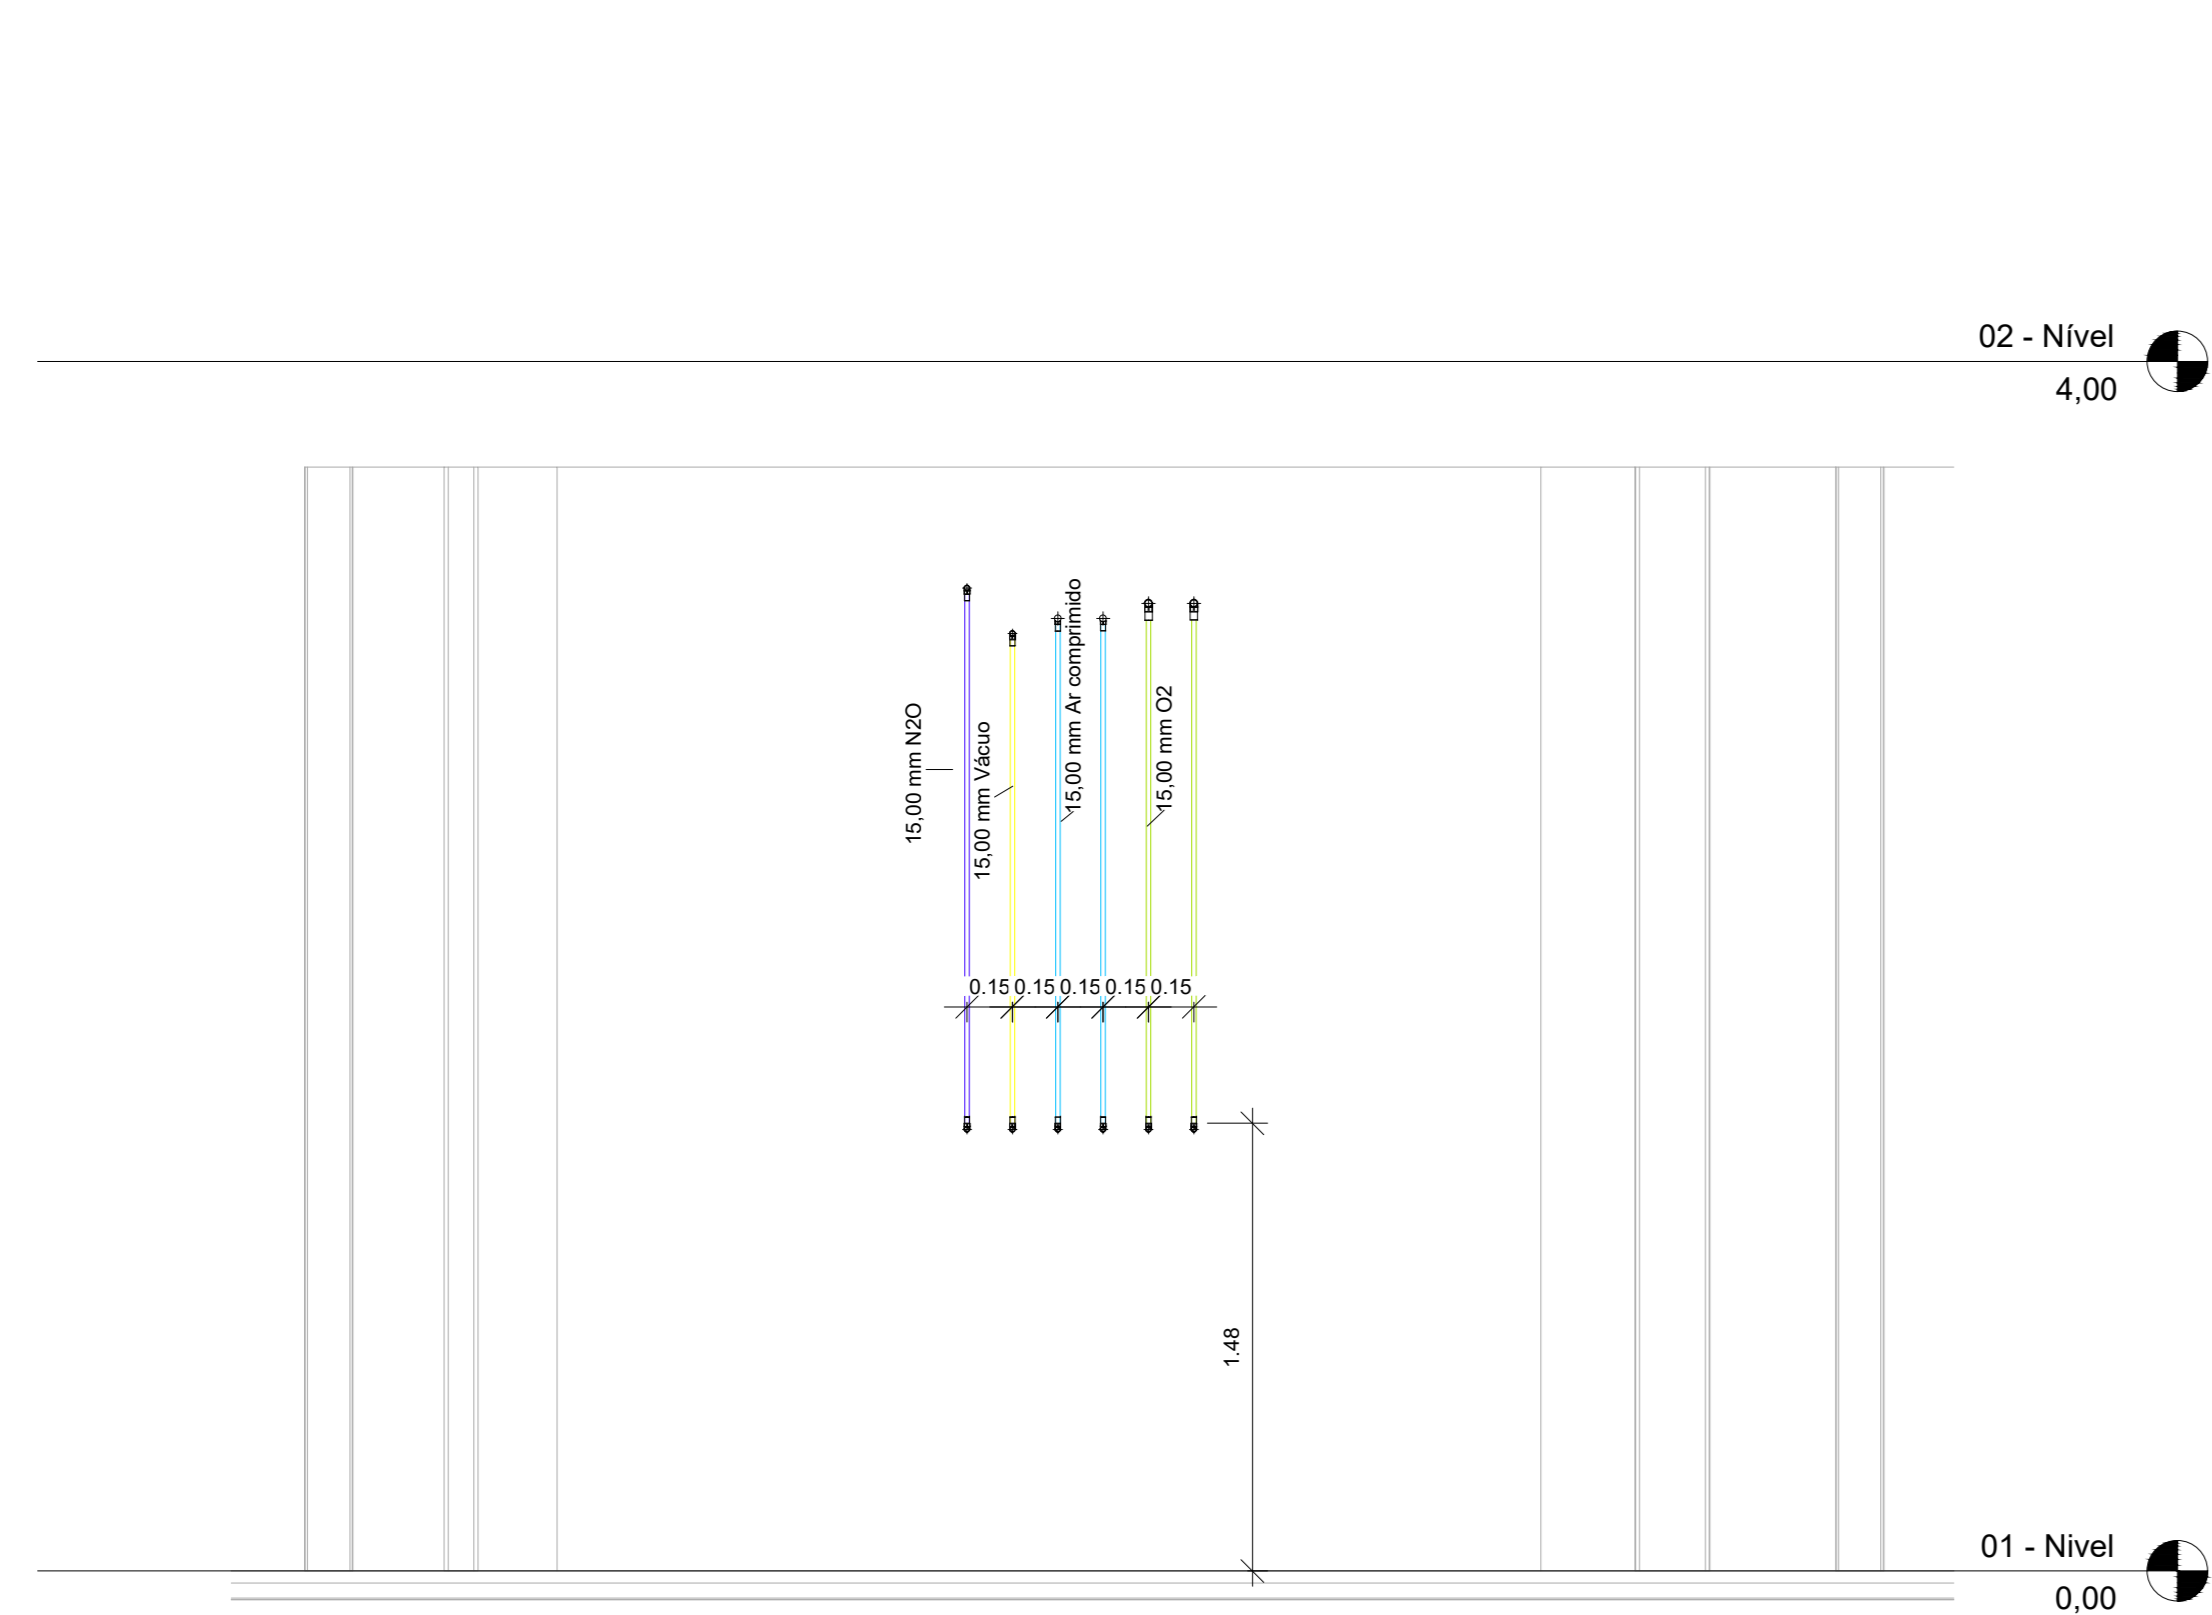 02 - Nível
4,00
15,00 mm N2O
15,00 mm Vácuo
15,00 mm Ar comprimido
15,00 mm O2
0.15 0.15 0.15 0.15 0.15
1.48
01 - Nivel
0,00